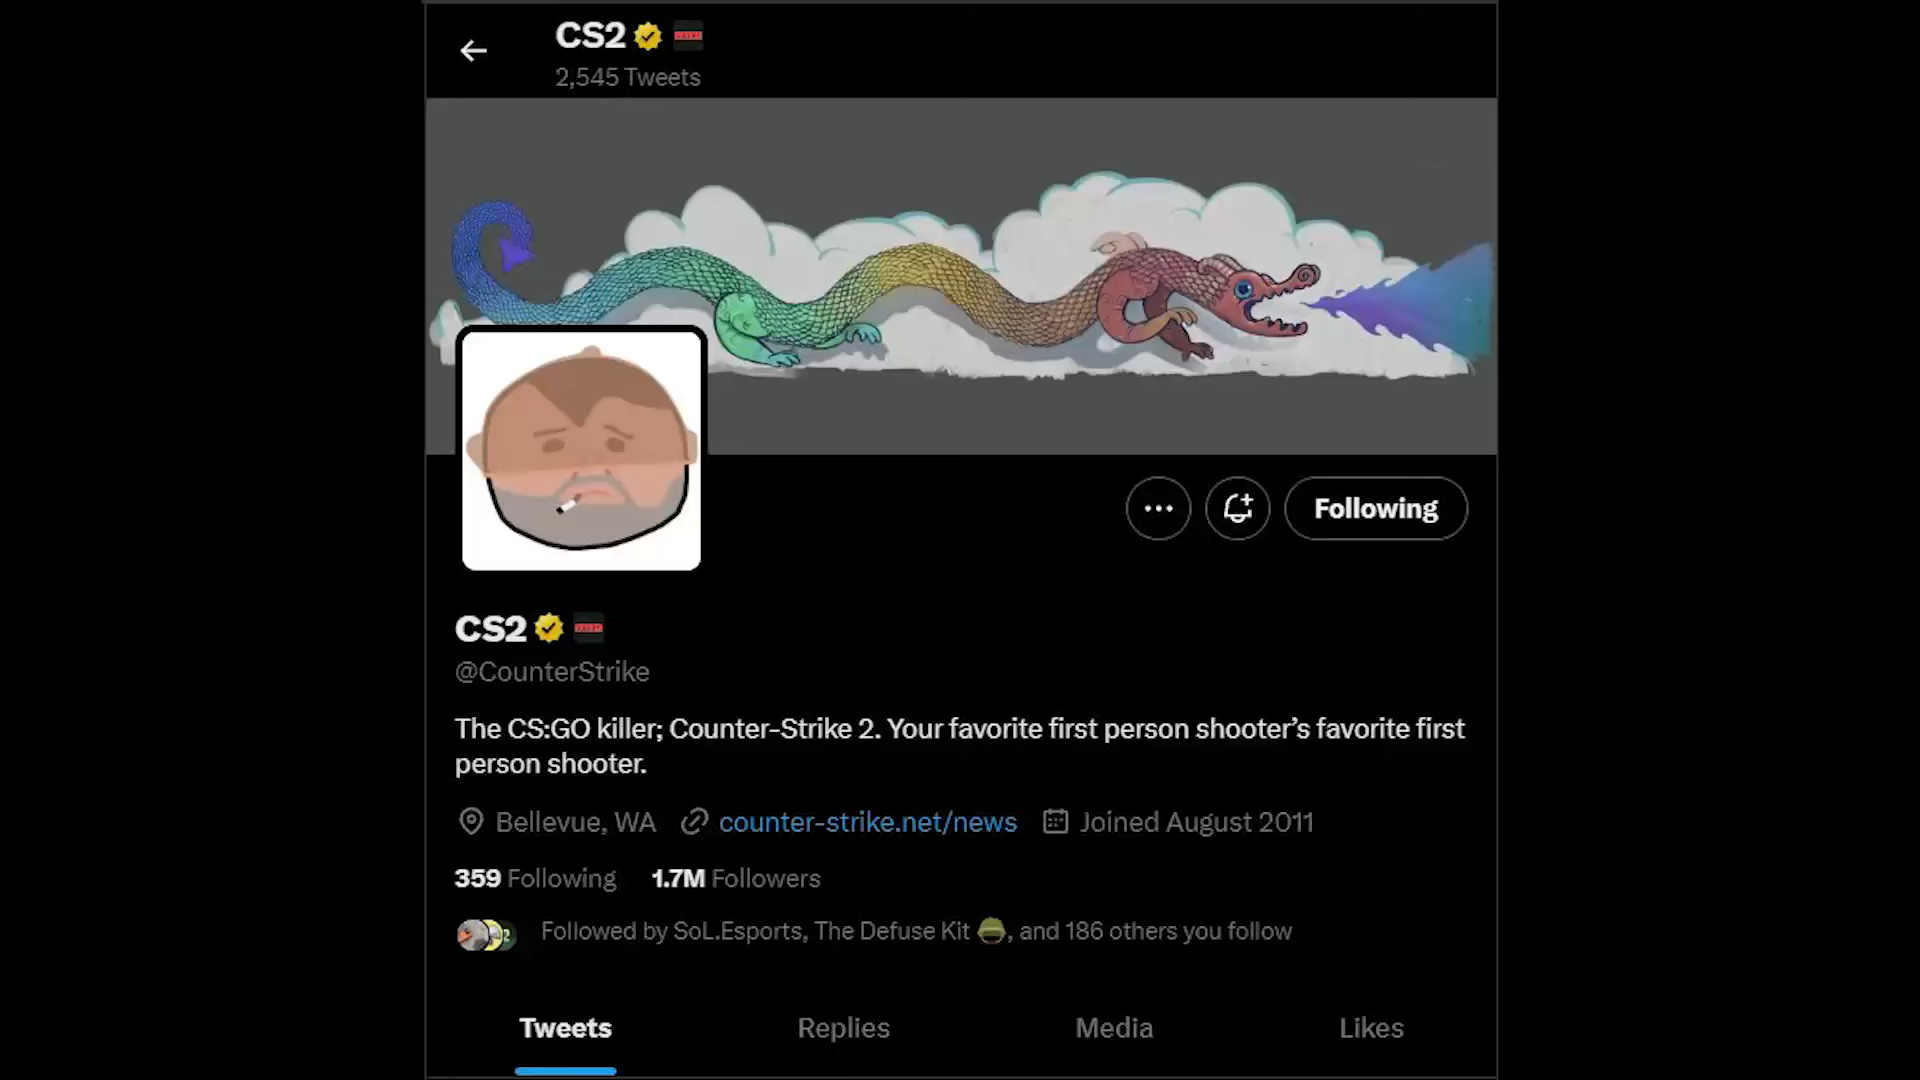 CS2
2,545 Tweets
Following
CS2
@CounterStrike
The CS:GO killer; Counter-Strike 2. Your favorite first person shooter’s favorite first
person shooter.
Bellevue, WA counter-strike.net/news Joined August 2011
359 Following 1.7M Followers
Followed by SoL.Esports, The Defuse Kit, and 186 others you follow
Tweets Replies Media Likes